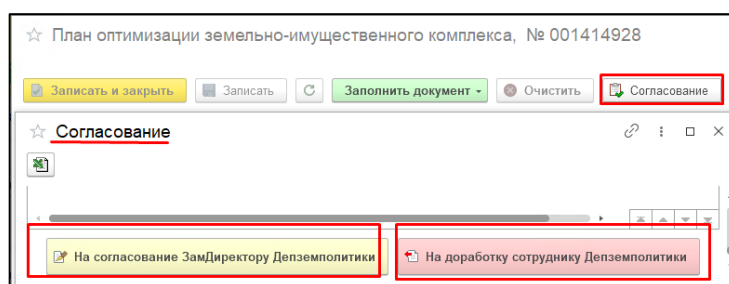 План оптимизации земельно-имущественного комплекса, № 001414928
Записать и закрыть Записать Заполнить документ Очистить Согласование
Согласование
На согласование ЗамДиректору Депземполитики На доработку сотруднику Депземполитики